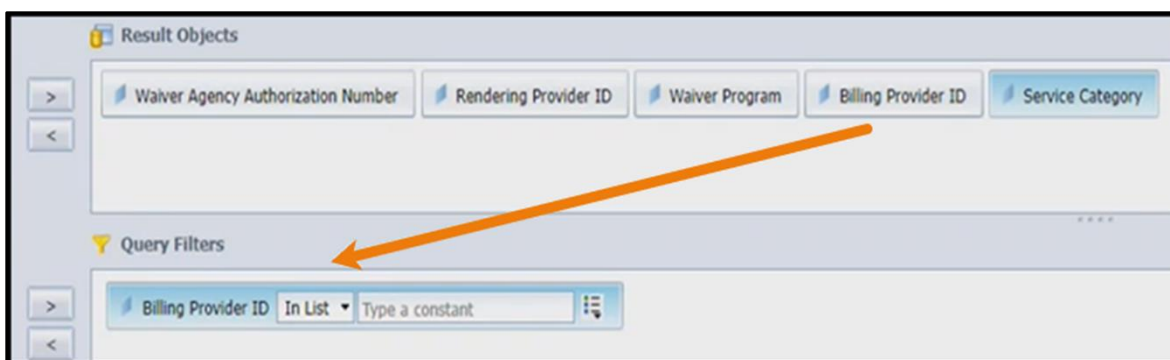 Result Objects
> Waiver Agency Authorization Number Rendering Provider ID Waiver Program Billing Provider ID Service Category
<
Query Filters
> Billing Provider ID In List Type a constant
<